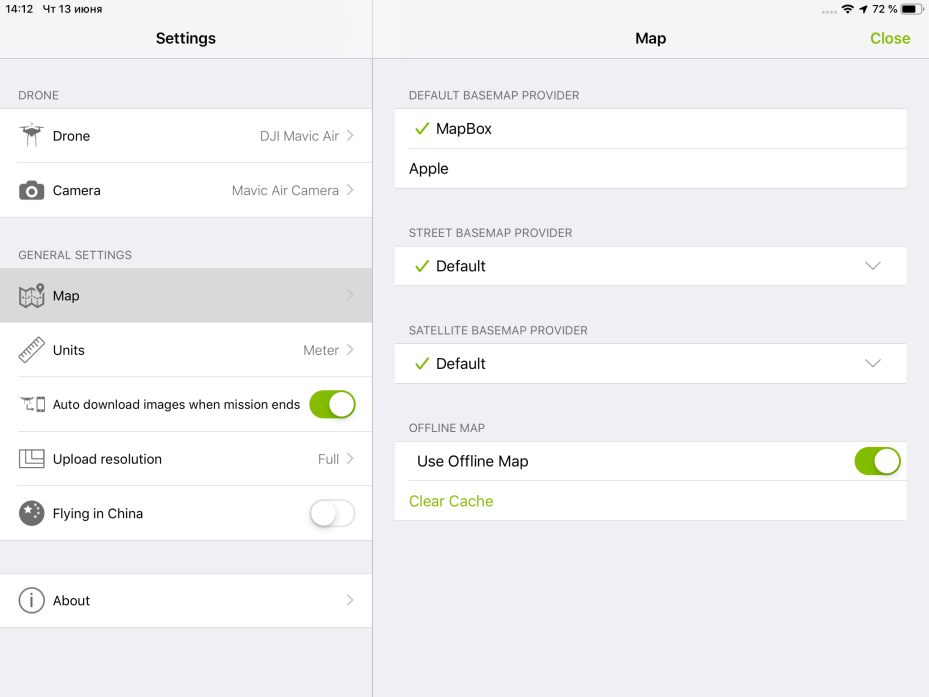 14:12 Чт 13 июня
72 %
Settings
DRONE
Drone
DJI Mavic Air
Camera
Mavic Air Camera
GENERAL SETTINGS
Map
Units
Meter
Auto download images when mission ends
Upload resolution
Full
Flying in China
About
Map
Close
DEFAULT BASEMAP PROVIDER
MapBox
Apple
STREET BASEMAP PROVIDER
Default
SATELLITE BASEMAP PROVIDER
Default
OFFLINE MAP
Use Offline Map
Clear Cache